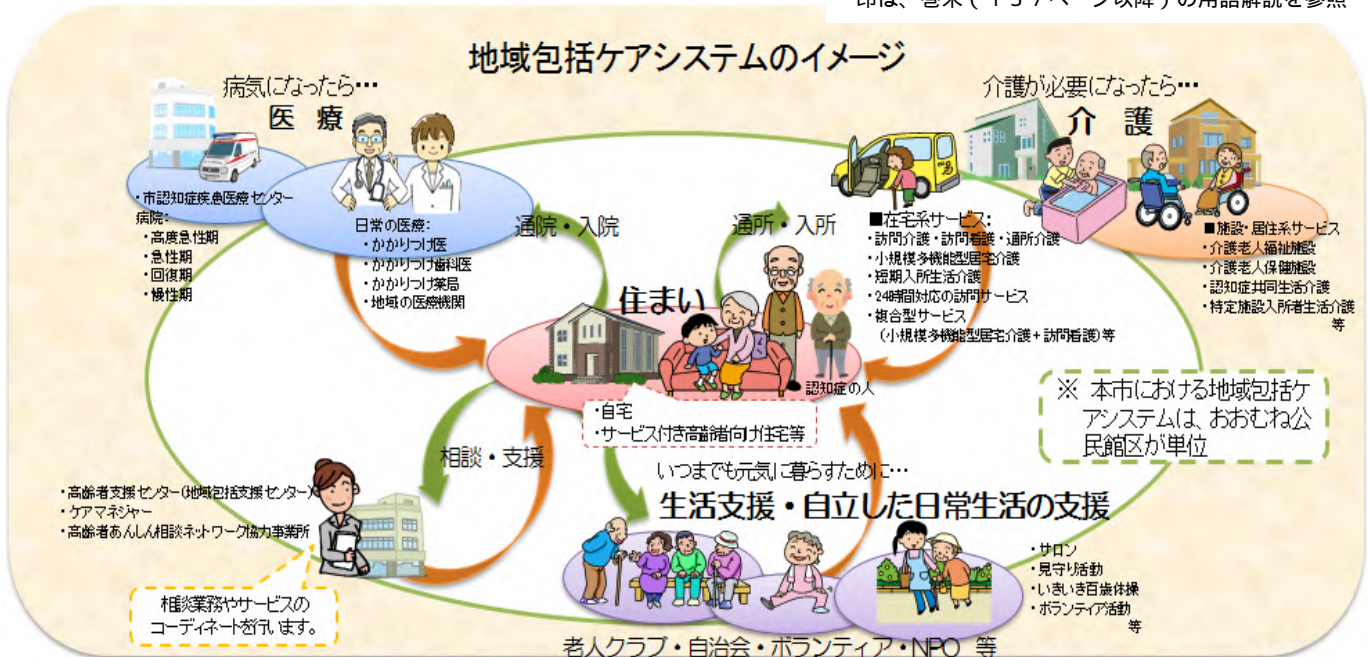 印は、巻末(137ページ以降)の用語解説を参照
地域包括ケアシステムのイメージ
病気になったら…
医 療
介護が必要になったら…
介 護
・市認知症疾患医療センター
病院:
・高度急性期
・急性期
・回復期
・慢性期
日常の医療:
・かかりつけ医
・かかりつけ歯科医
・かかりつけ薬局
・地域の医療機関
通院・入院
通所・入所
■在宅系サービス:
・訪問介護・訪問看護・通所介護
・小規模多機能型居宅介護
・短期入所生活介護
・24時間対応の訪問サービス
・複合型サービス
(小規模多機能型居宅介護+訪問看護)等
■施設・居住系サービス
・介護老人福祉施設
・介護老人保健施設
・認知症共同生活介護
・特定施設入所者生活介護
等
住まい
認知症の人
・自宅
・サービス付き高齢者向け住宅等
※ 本市における地域包括ケ
アシステムは、おおむね公
民館区が単位
相談・支援
・高齢者支援センター(地域包括支援センター)
・ケアマネジャー
・高齢者あんしん相談ネットワーク協力事業所
相談業務やサービスの
コーディネートを行います。
いつまでも元気に暮らすために…
生活支援・自立した日常生活の支援
・サロン
・見守り活動
・いきいき百歳体操
・ボランティア活動
等
老人クラブ・自治会・ボランティア・NPO 等